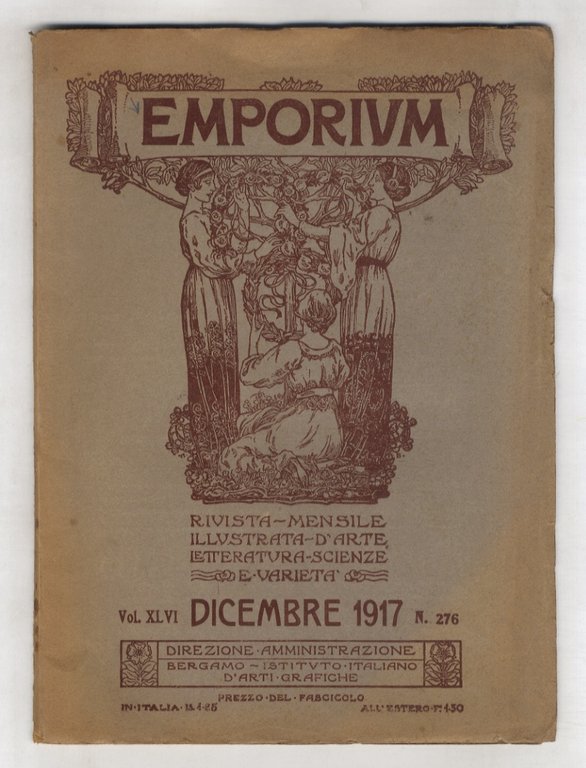 EMPORIVM
RIVISTA-MENSILE
ILLVSTRATA-D'ARTE
LETTERATVRA-SCIENZE
E·VARIETA'
Vol. XLVI DICEMBRE 1917 N. 276
DIREZIONE·AMMINISTRAZIONE
BERGAMO-ISTITVTO·ITALIANO
D'ARTI·GRAFICHE
PREZZO·DEL·FASCICOLO
IN·ITALIA·
ALL'ESTERO·